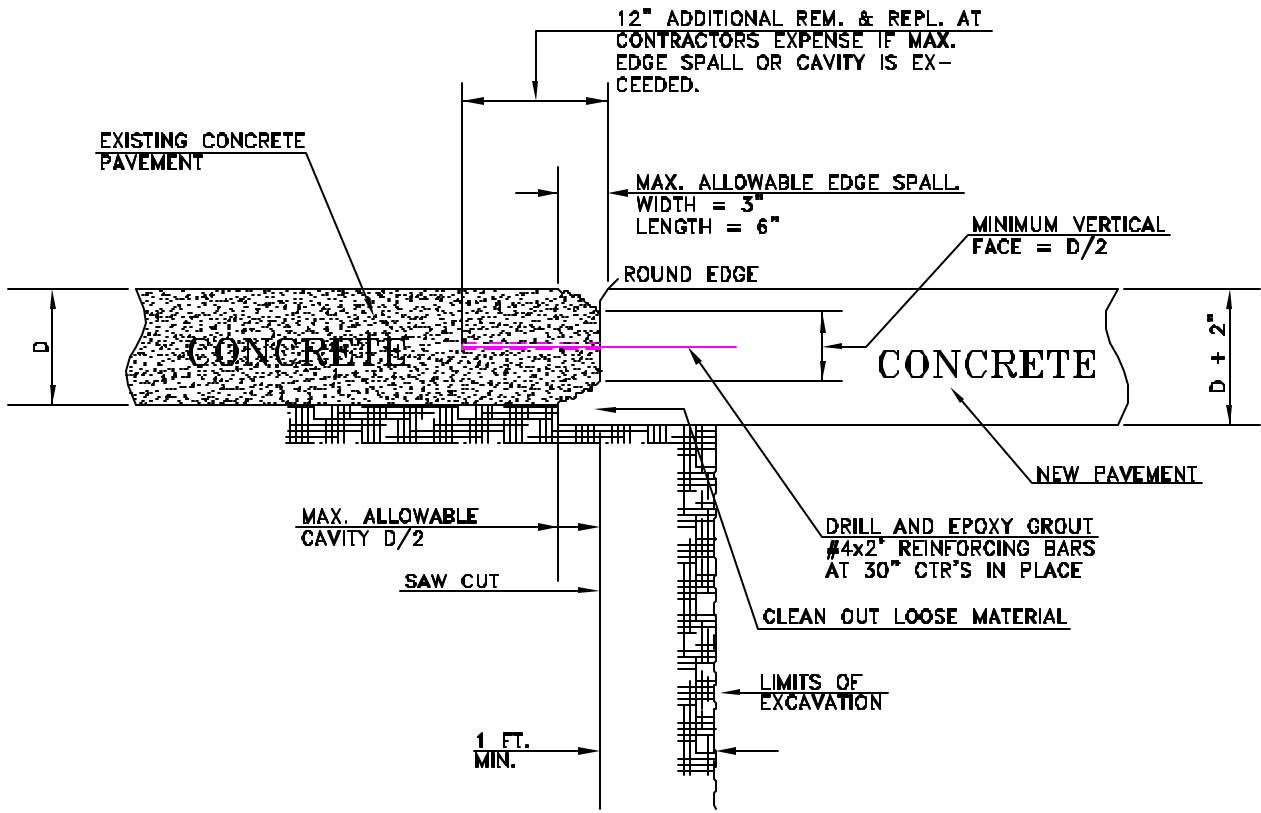 12" ADDITIONAL REM. & REPL. AT
CONTRACTORS EXPENSE IF MAX.
EDGE SPALL OR CAVITY IS EX-
CEEDED.
EXISTING CONCRETE
PAVEMENT
MAX. ALLOWABLE EDGE SPALL.
WIDTH = 3"
LENGTH = 6"
MINIMUM VERTICAL
FACE = D/2
ROUND EDGE
D
CONCRETE
CONCRETE
D + 2"
NEW PAVEMENT
MAX. ALLOWABLE
CAVITY D/2
DRILL AND EPOXY GROUT
#4x2' REINFORCING BARS
AT 30" CTR'S IN PLACE
SAW CUT
CLEAN OUT LOOSE MATERIAL
LIMITS OF
EXCAVATION
1 FT.
MIN.